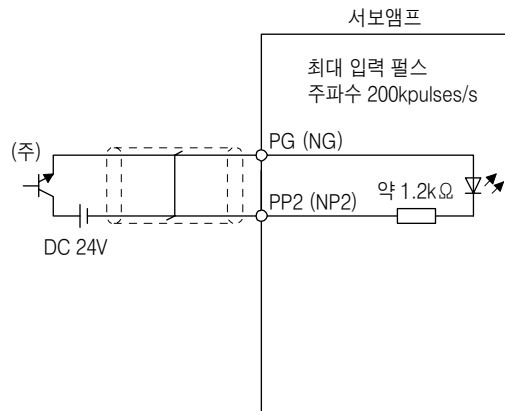 서보앰프
최대 입력 펄스
주파수 200kpulses/s
(주)
PG (NG)
약 1.2kΩ
PP2 (NP2)
DC 24V